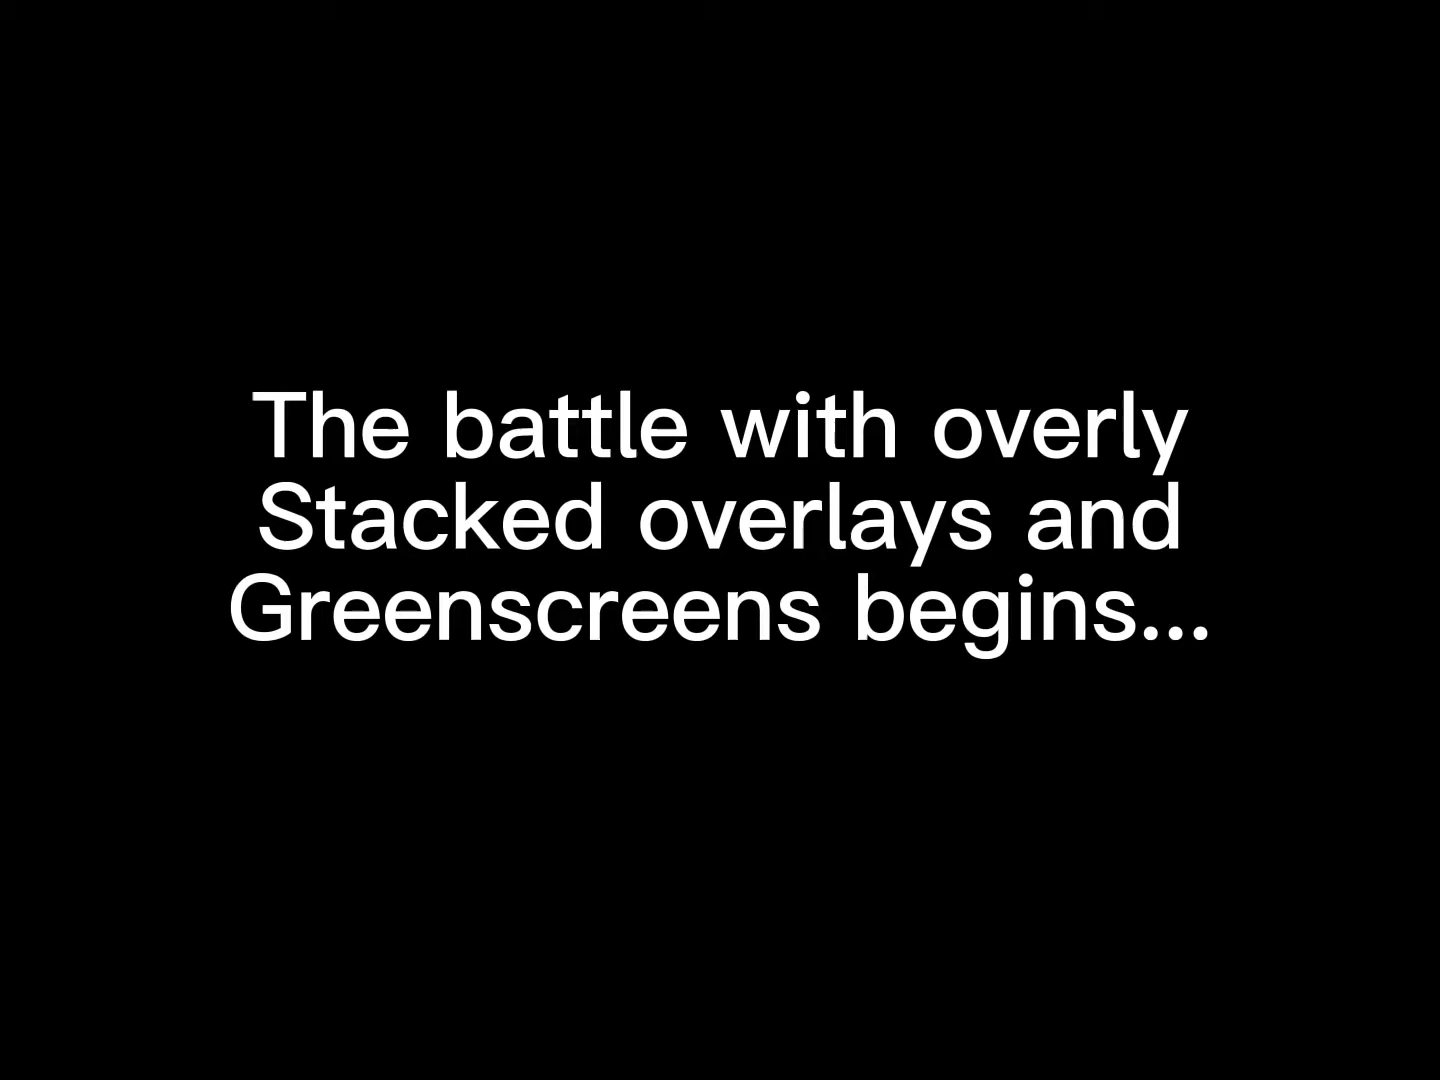 The battle with overly
Stacked overlays and
Greenscreens begins...